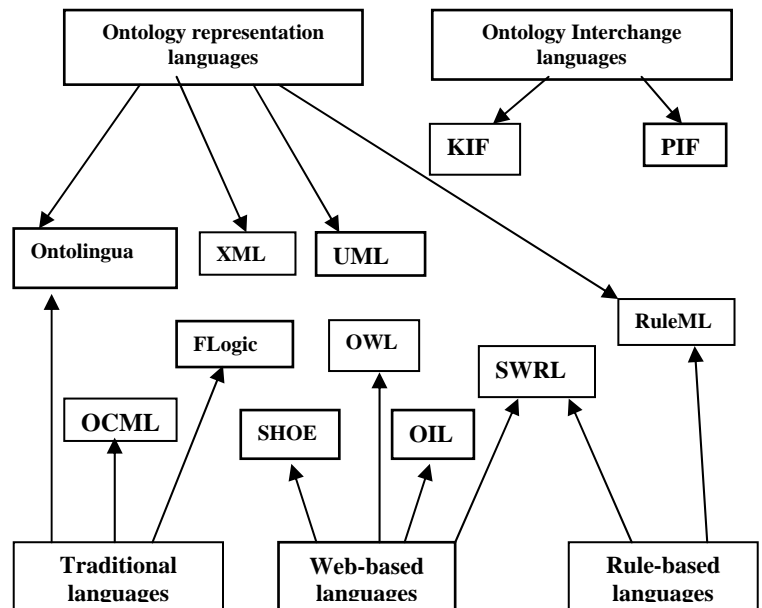 Ontology representation
languages
Ontology Interchange
languages
KIF
PIF
Ontolingua
XML
UML
RuleML
FLogic
OWL
SWRL
OCML
SHOE
OIL
Traditional
languages
Web-based
languages
Rule-based
languages